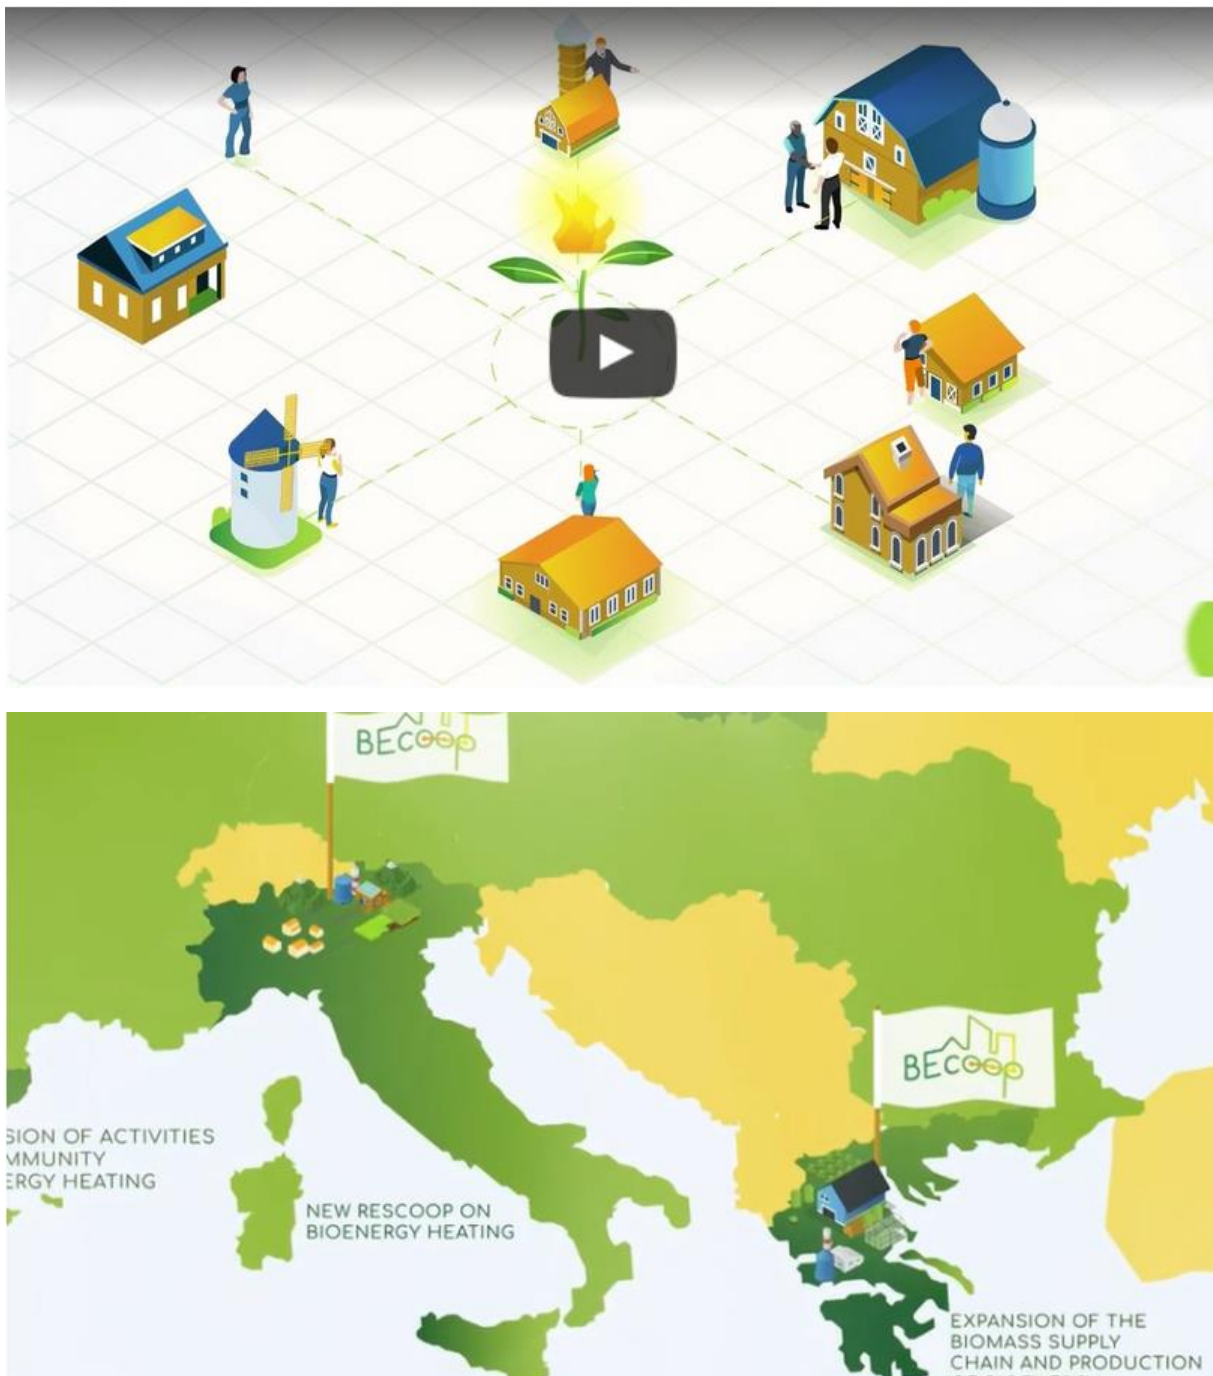 BECOOP
BECOOP
SION OF ACTIVITIES
MMUNITY
ERGY HEATING
NEW RESCOOP ON
BIOENERGY HEATING
EXPANSION OF THE
BIOMASS SUPPLY
CHAIN AND PRODUCTION